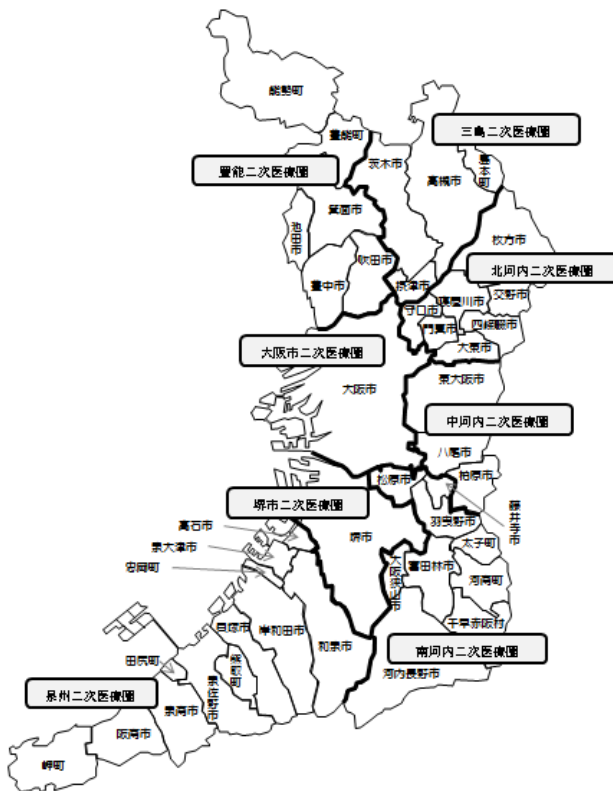 能勢町
豊能町
三島二次医療圏
茨木市
島本町
高槻市
豊能二次医療圏
箕面市
池田市
枚方市
吹田市
豊中市
摂津市
北河内二次医療圏
寝屋川市
交野市
守口市
門真市
四條畷市
大東市
大阪市二次医療圏
大阪市
東大阪市
中河内二次医療圏
八尾市
柏原市
松原市
藤井寺市
堺市二次医療圏
羽曳野市
高石市
堺市
太子町
泉大津市
大阪狭山市
富田林市
河南町
忠岡町
千早赤阪村
貝塚市
岸和田市
和泉市
南河内二次医療圏
河内長野市
田尻町
熊取町
泉州二次医療圏
泉佐野市
泉南市
阪南市
岬町